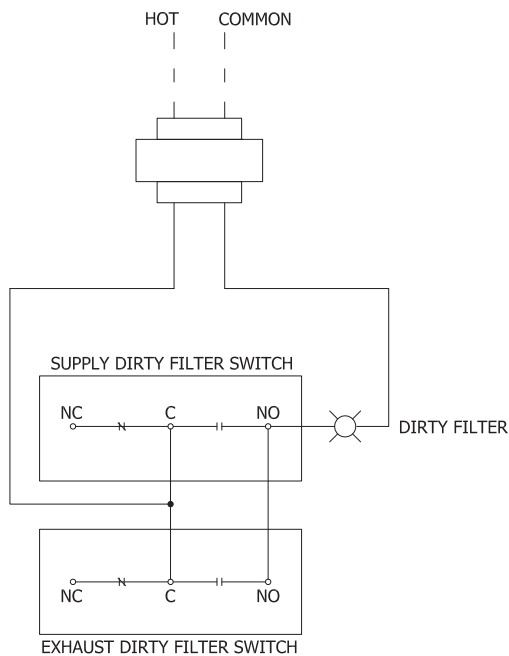 HOT COMMON
SUPPLY DIRTY FILTER SWITCH
NC C NO
DIRTY FILTER
NC C NO
EXHAUST DIRTY FILTER SWITCH